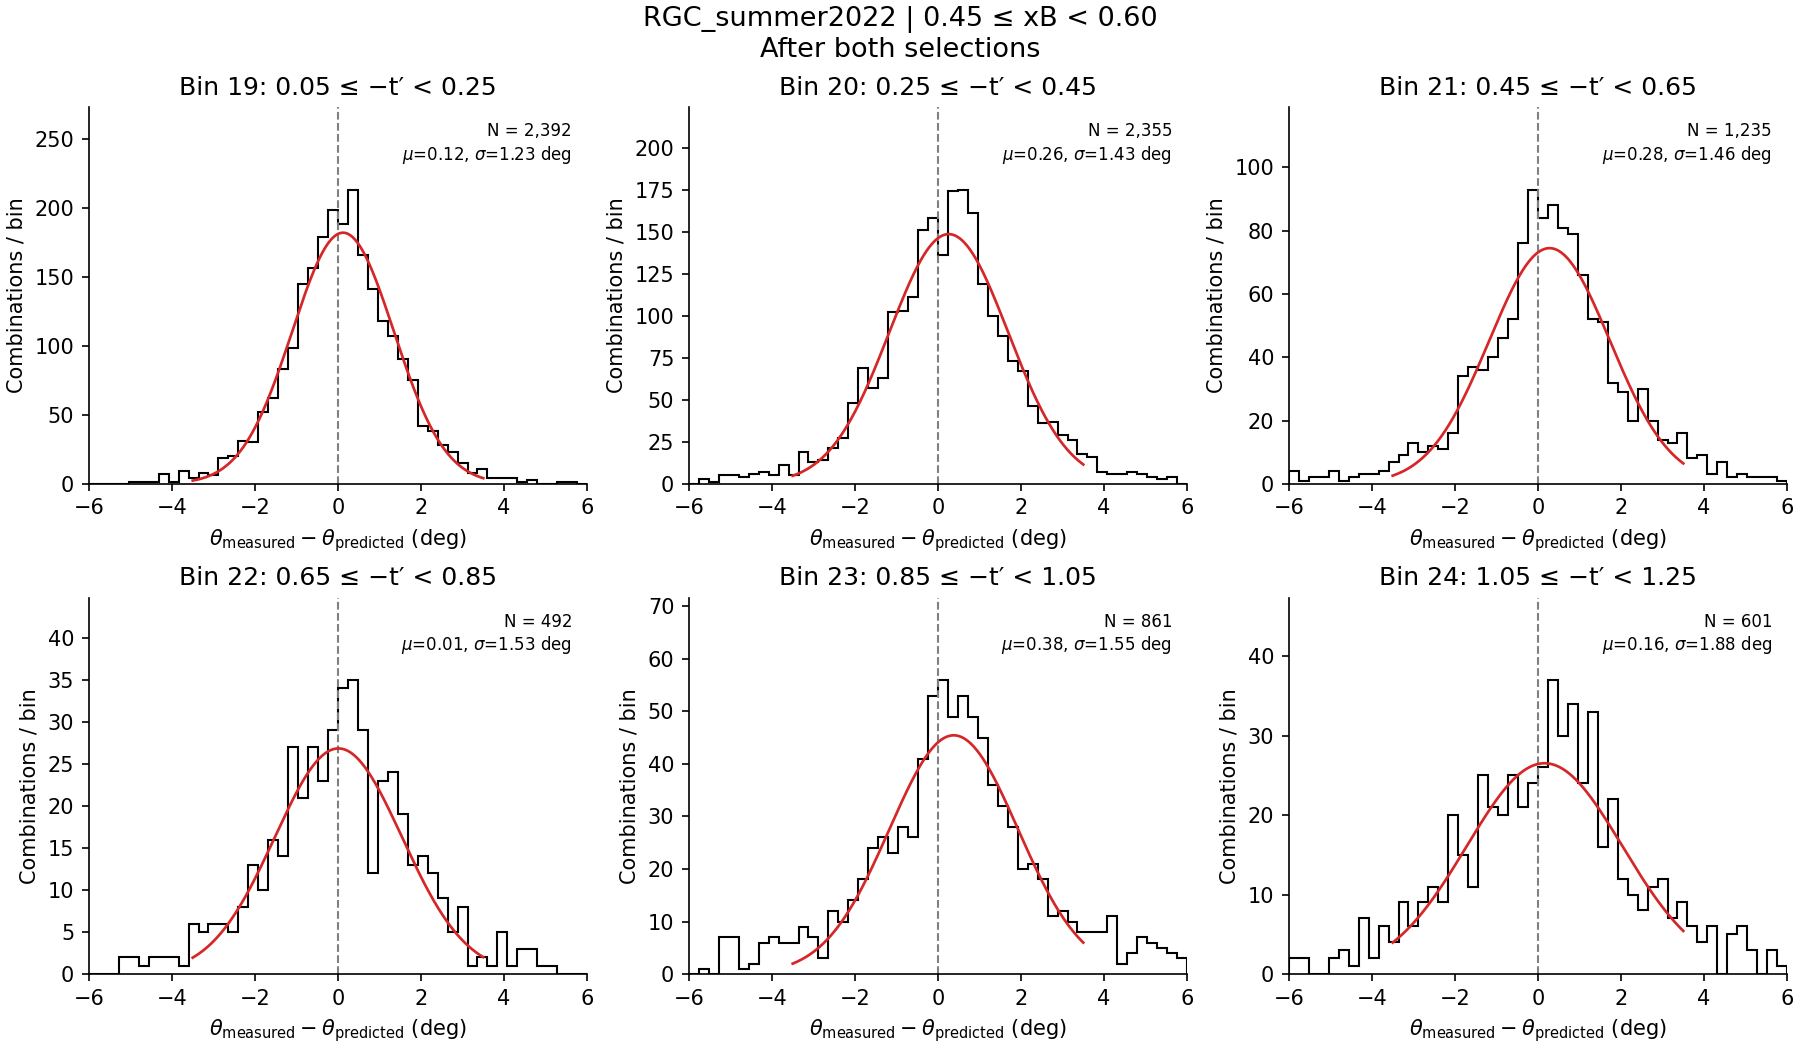 RGC_summer2022 | 0.45 ≤ xB < 0.60
After both selections
Bin 19: 0.05 ≤ −t′ < 0.25
N = 2,392
μ=0.12, σ=1.23 deg
Combinations / bin
250
200
150
100
50
0
−6 −4 −2 0 2 4 6
θmeasured − θpredicted (deg)
Bin 20: 0.25 ≤ −t′ < 0.45
N = 2,355
μ=0.26, σ=1.43 deg
Combinations / bin
200
175
150
125
100
75
50
25
0
−6 −4 −2 0 2 4 6
θmeasured − θpredicted (deg)
Bin 21: 0.45 ≤ −t′ < 0.65
N = 1,235
μ=0.28, σ=1.46 deg
Combinations / bin
100
80
60
40
20
0
−6 −4 −2 0 2 4 6
θmeasured − θpredicted (deg)
Bin 22: 0.65 ≤ −t′ < 0.85
N = 492
μ=0.01, σ=1.53 deg
Combinations / bin
40
35
30
25
20
15
10
5
0
−6 −4 −2 0 2 4 6
θmeasured − θpredicted (deg)
Bin 23: 0.85 ≤ −t′ < 1.05
N = 861
μ=0.38, σ=1.55 deg
Combinations / bin
70
60
50
40
30
20
10
0
−6 −4 −2 0 2 4 6
θmeasured − θpredicted (deg)
Bin 24: 1.05 ≤ −t′ < 1.25
N = 601
μ=0.16, σ=1.88 deg
Combinations / bin
40
30
20
10
0
−6 −4 −2 0 2 4 6
θmeasured − θpredicted (deg)